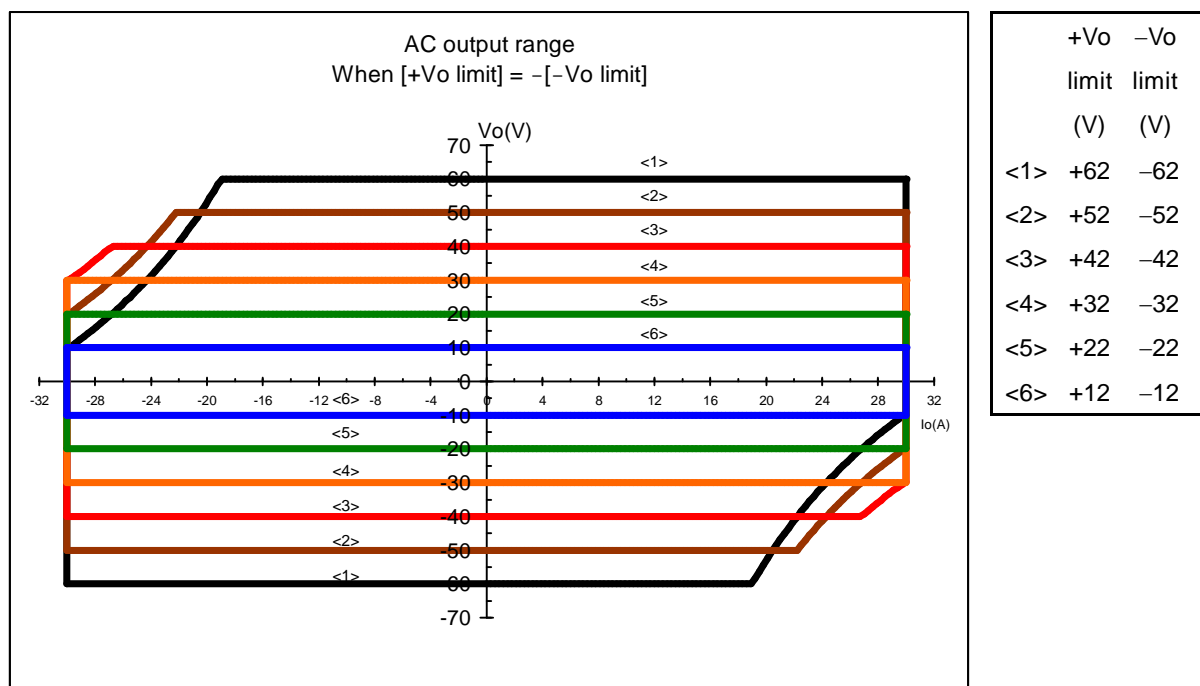 AC output range
When [+Vo limit] = −[−Vo limit]
Vo(V)
70
<1>
60
<2>
50
<3>
40
<4>
30
<5>
20
<6>
10
0
-32 -28 -24 -20 -16 -12 -8 -4 0 4 8 12 16 20 24 28 32
<6>
-10
Io(A)
<5>
-20
<4>
-30
<3>
-40
<2>
-50
<1>
-60
-70
+Vo −Vo
limit limit
(V) (V)
<1> +62 −62
<2> +52 −52
<3> +42 −42
<4> +32 −32
<5> +22 −22
<6> +12 −12